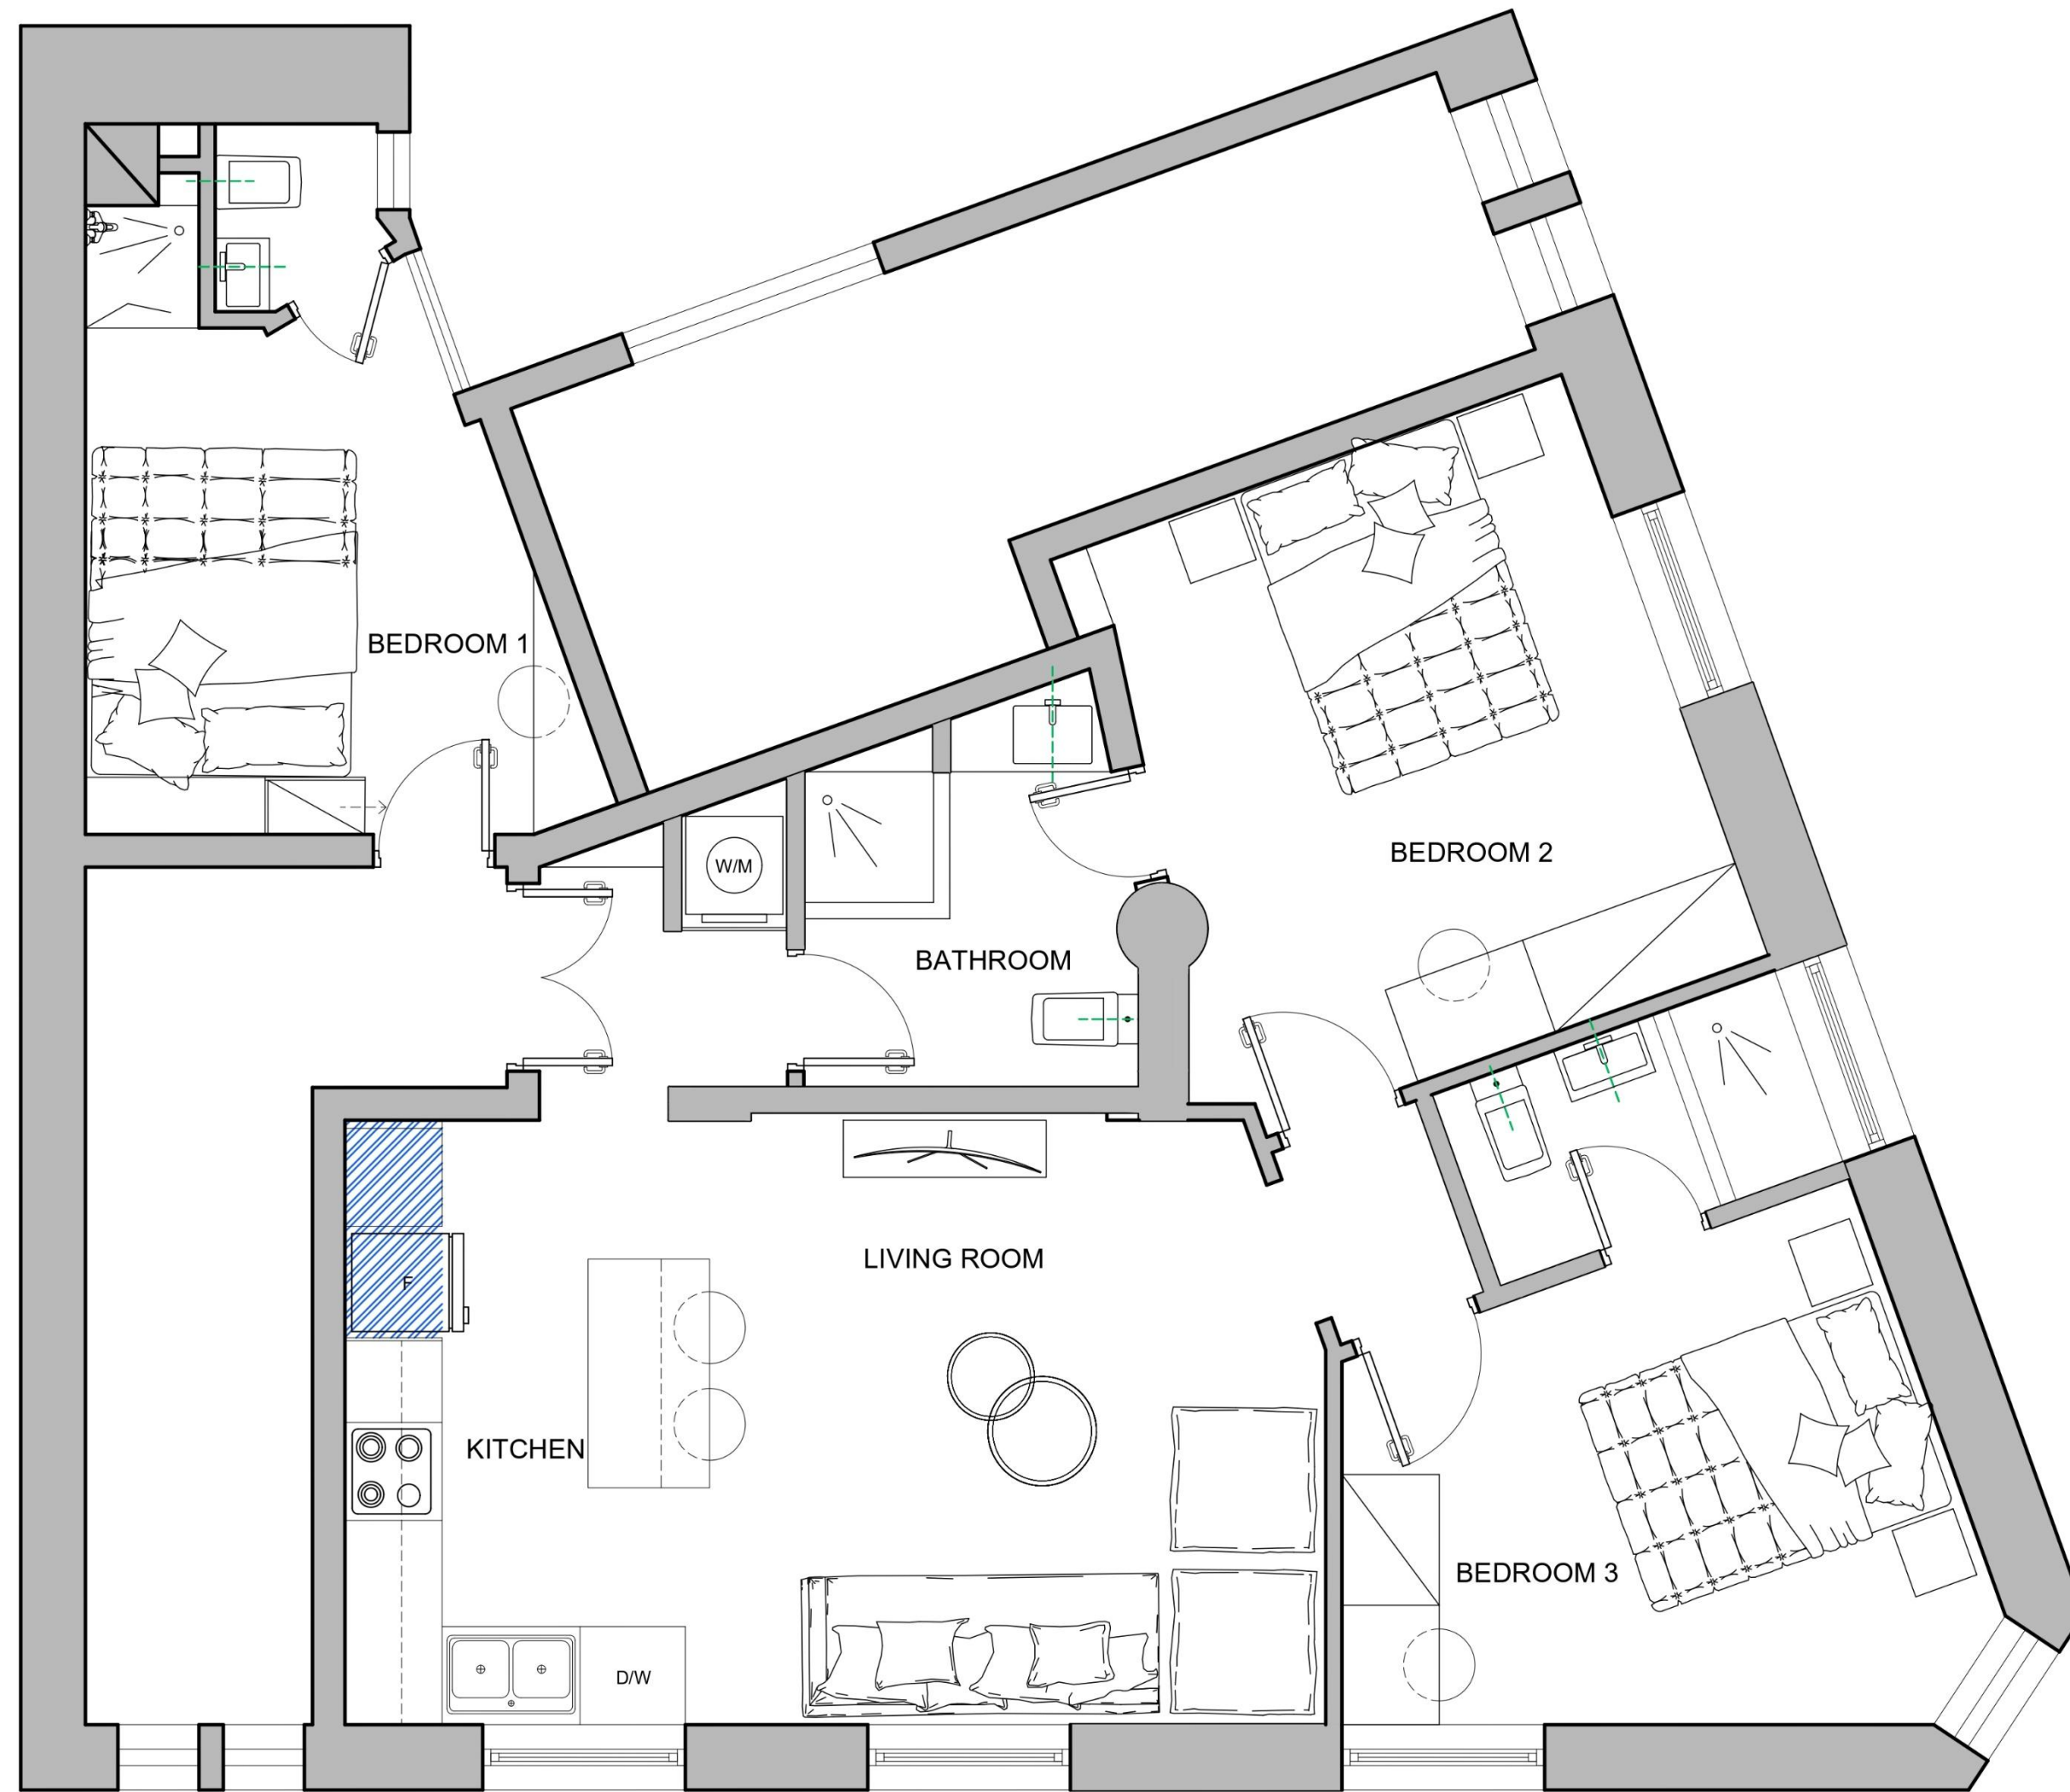 BEDROOM 1
BEDROOM 2
W/M
BATHROOM
LIVING ROOM
F
KITCHEN
BEDROOM 3
D/W